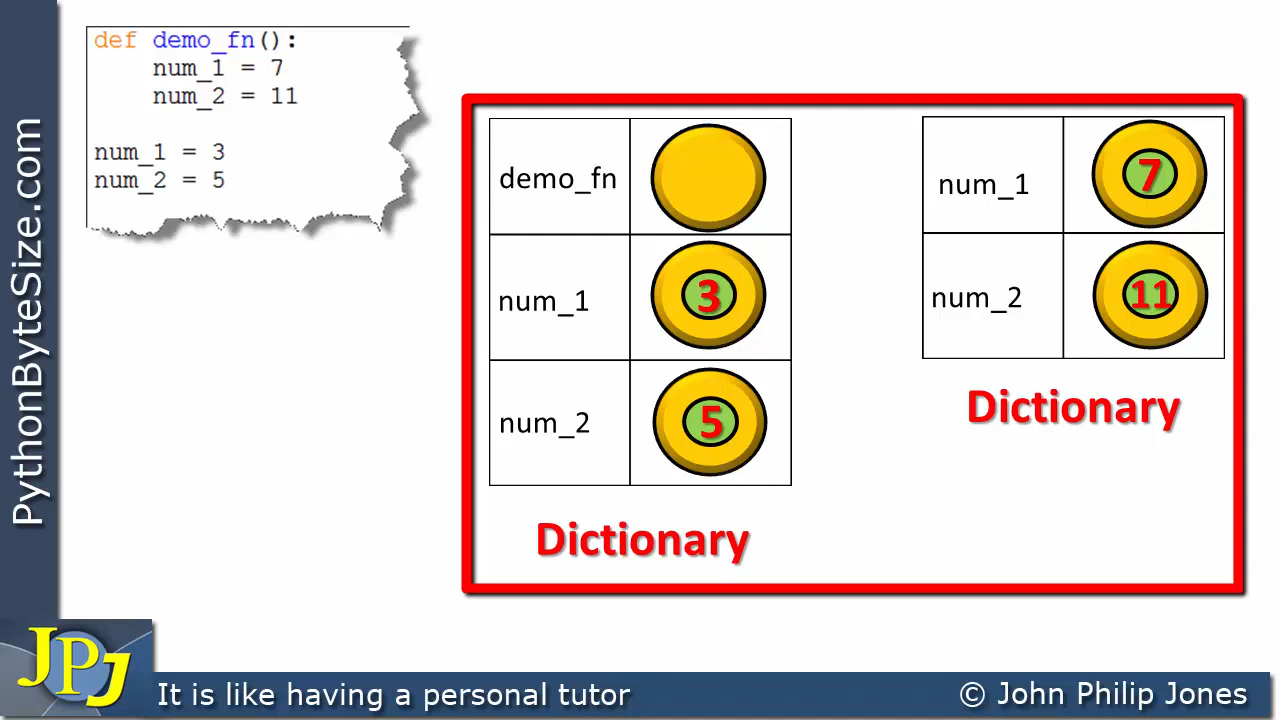 PythonByteSize.com
def demo_fn():
    num_1 = 7
    num_2 = 11
num_1 = 3
num_2 = 5
demo_fn
num_1 3
num_2 5
Dictionary
num_1 7
num_2 11
Dictionary
JPJ
It is like having a personal tutor
© John Philip Jones